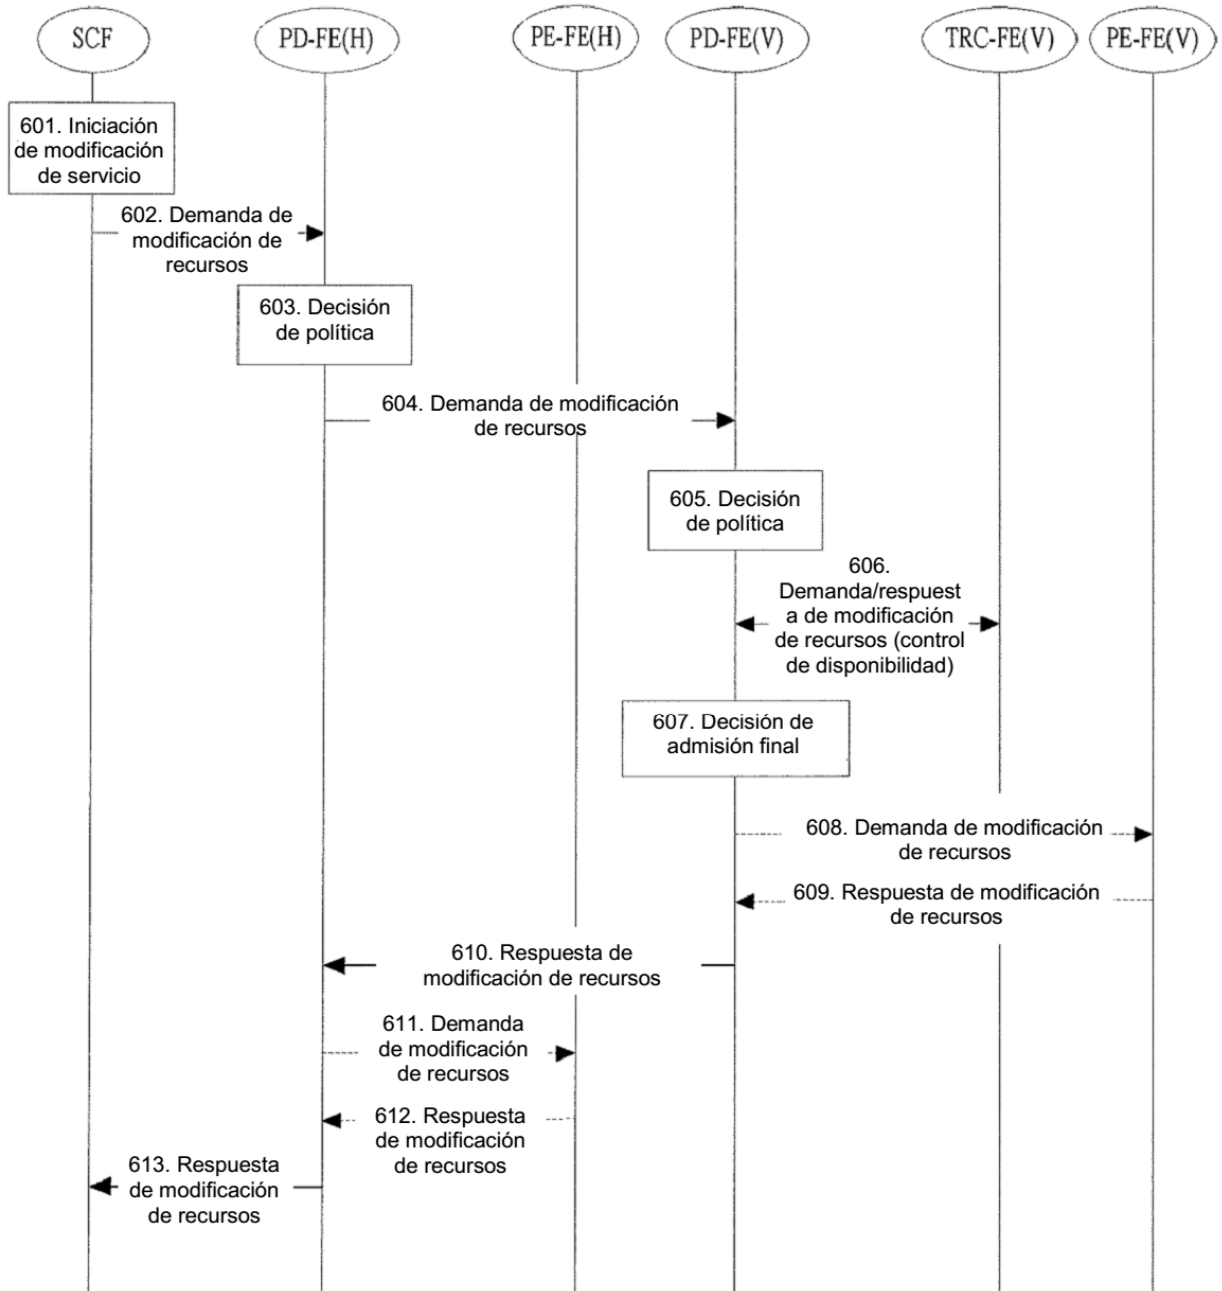 SCF
PD-FE(H)
PE-FE(H)
PD-FE(V)
TRC-FE(V)
PE-FE(V)
601. Iniciación
de modificación
de servicio
602. Demanda de
modificación de
recursos
603. Decisión
de política
604. Demanda de modificación
de recursos
605. Decisión
de política
606.
Demanda/respuest
a de modificación
de recursos (control
de disponibilidad)
607. Decisión de
admisión final
608. Demanda de modificación
de recursos
609. Respuesta de modificación
de recursos
610. Respuesta de
modificación de recursos
611. Demanda
de modificación
de recursos
612. Respuesta
de modificación
de recursos
613. Respuesta
de modificación
de recursos